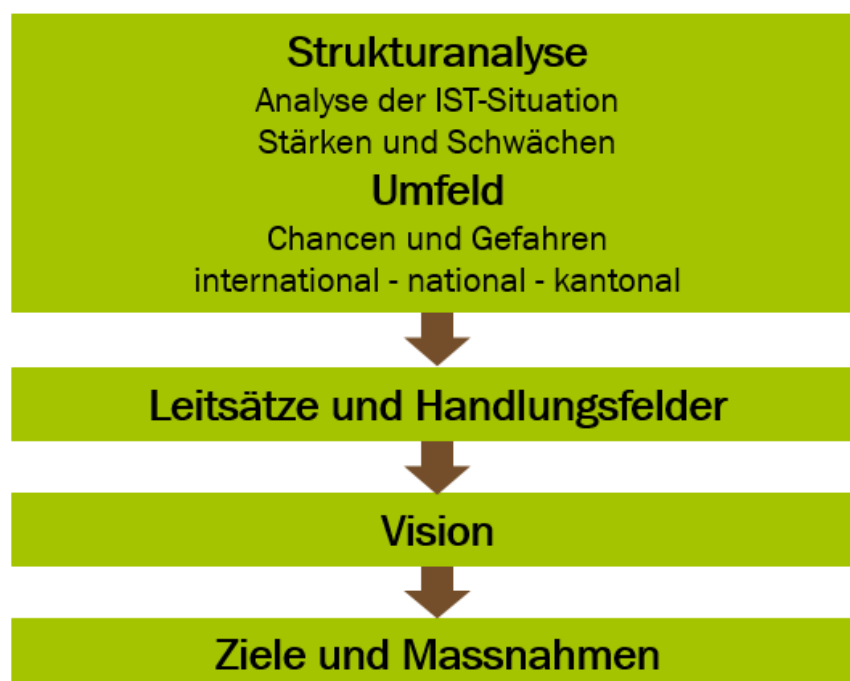 Strukturanalyse
Analyse der IST-Situation
Stärken und Schwächen
Umfeld
Chancen und Gefahren
international - national - kantonal
Leitsätze und Handlungsfelder
Vision
Ziele und Massnahmen